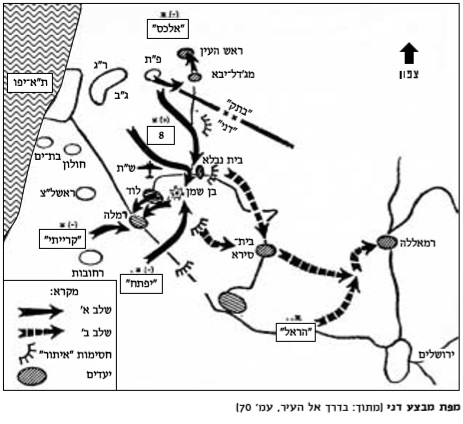 (-) אא
"אלכס"
ראש העין
פ"ת
מג'דל-יבא
צפון
ר"ג
ג"ב
ת"א-יפו
"בתק"
"דני"
8
בית נבלא
בת-ים
חולון
ש"ת
לוד
בן שמן
ראשל"צ
רמלה
"קרייתי"
רחובות
"יפתח"
בית-
סירא
רמאללה
"הראל"
ירושלים
מקרא:
שלב א'
שלב ב'
חסימות "איתור"
יעדים
מפת מבצע דני (מתוך: בדרך אל העיר, עמ' 70)